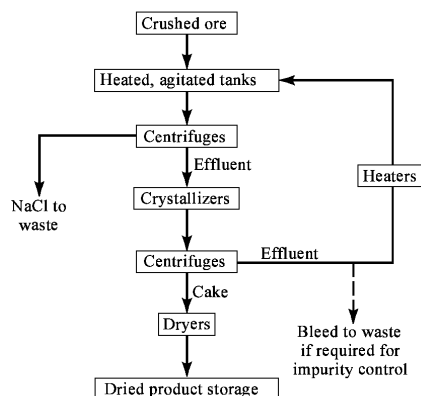 Crushed ore
Heated, agitated tanks
Centrifuges
Effluent
Heaters
NaCl to
waste
Crystallizers
Centrifuges
Effluent
Cake
Dryers
Bleed to waste
if required for
impurity control
Dried product storage